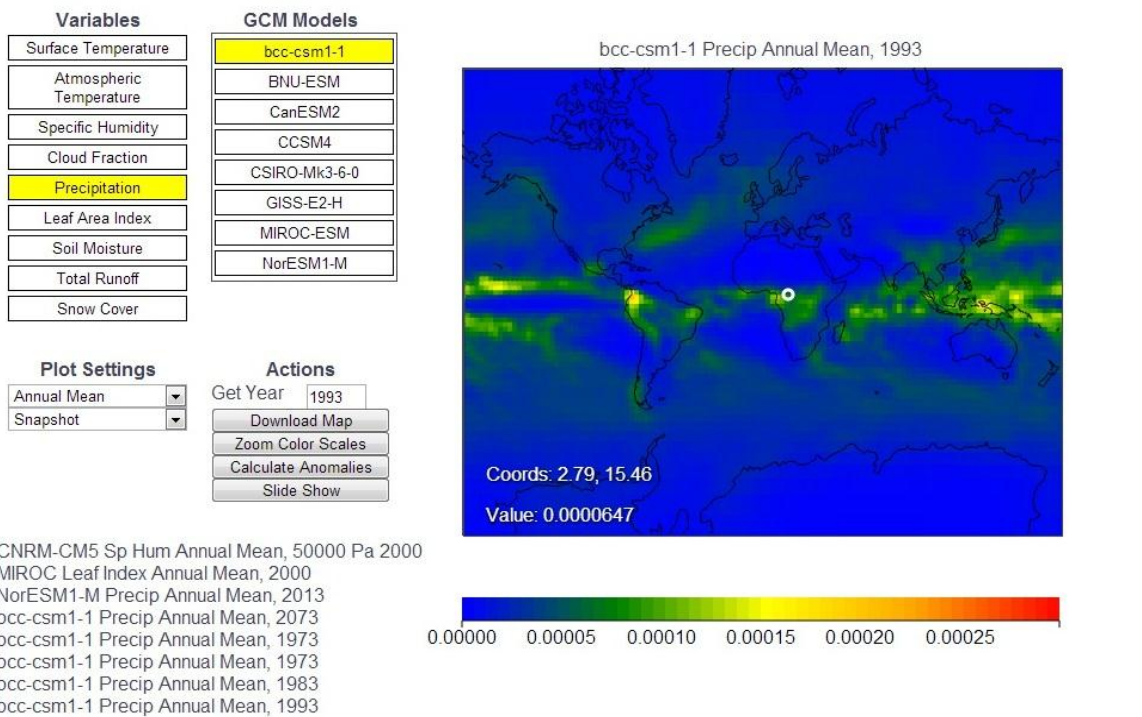 Variables
Surface Temperature
Atmospheric
Temperature
Specific Humidity
Cloud Fraction
Precipitation
Leaf Area Index
Soil Moisture
Total Runoff
Snow Cover
GCM Models
bcc-csm1-1
BNU-ESM
CanESM2
CCSM4
CSIRO-Mk3-6-0
GISS-E2-H
MIROC-ESM
NorESM1-M
Plot Settings
Annual Mean
Snapshot
Actions
Get Year 1993
Download Map
Zoom Color Scales
Calculate Anomalies
Slide Show
bcc-csm1-1 Precip Annual Mean, 1993
Coords: 2.79, 15.46
Value: 0.0000647
0.00000 0.00005 0.00010 0.00015 0.00020 0.00025
CNRM-CM5 Sp Hum Annual Mean, 50000 Pa 2000
MIROC Leaf Index Annual Mean, 2000
NorESM1-M Precip Annual Mean, 2013
bcc-csm1-1 Precip Annual Mean, 2073
bcc-csm1-1 Precip Annual Mean, 1973
bcc-csm1-1 Precip Annual Mean, 1973
bcc-csm1-1 Precip Annual Mean, 1983
bcc-csm1-1 Precip Annual Mean, 1993